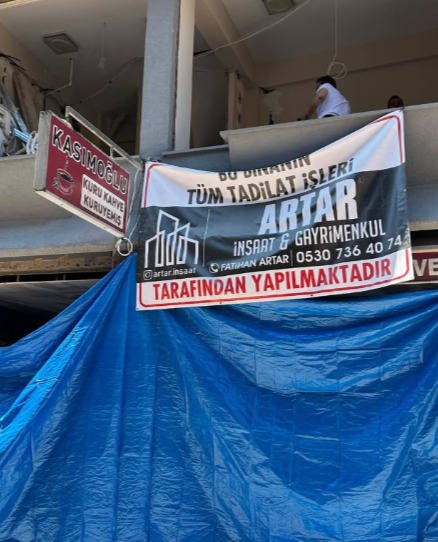 KASIMOĞLU
KURU KAHVE
KURUYEMİŞ
BU BİNANIN
TÜM TADİLAT İŞLERİ
ARTAR
İNŞAAT & GAYRİMENKUL
artar.insaat
FATİHAN ARTAR 0530 736 40 74
TARAFINDAN YAPILMAKTADIR
VE